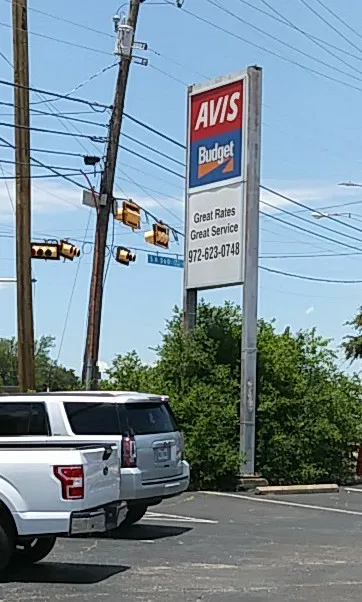 AVIS
Budget
Great Rates
Great Service
972-623-0748